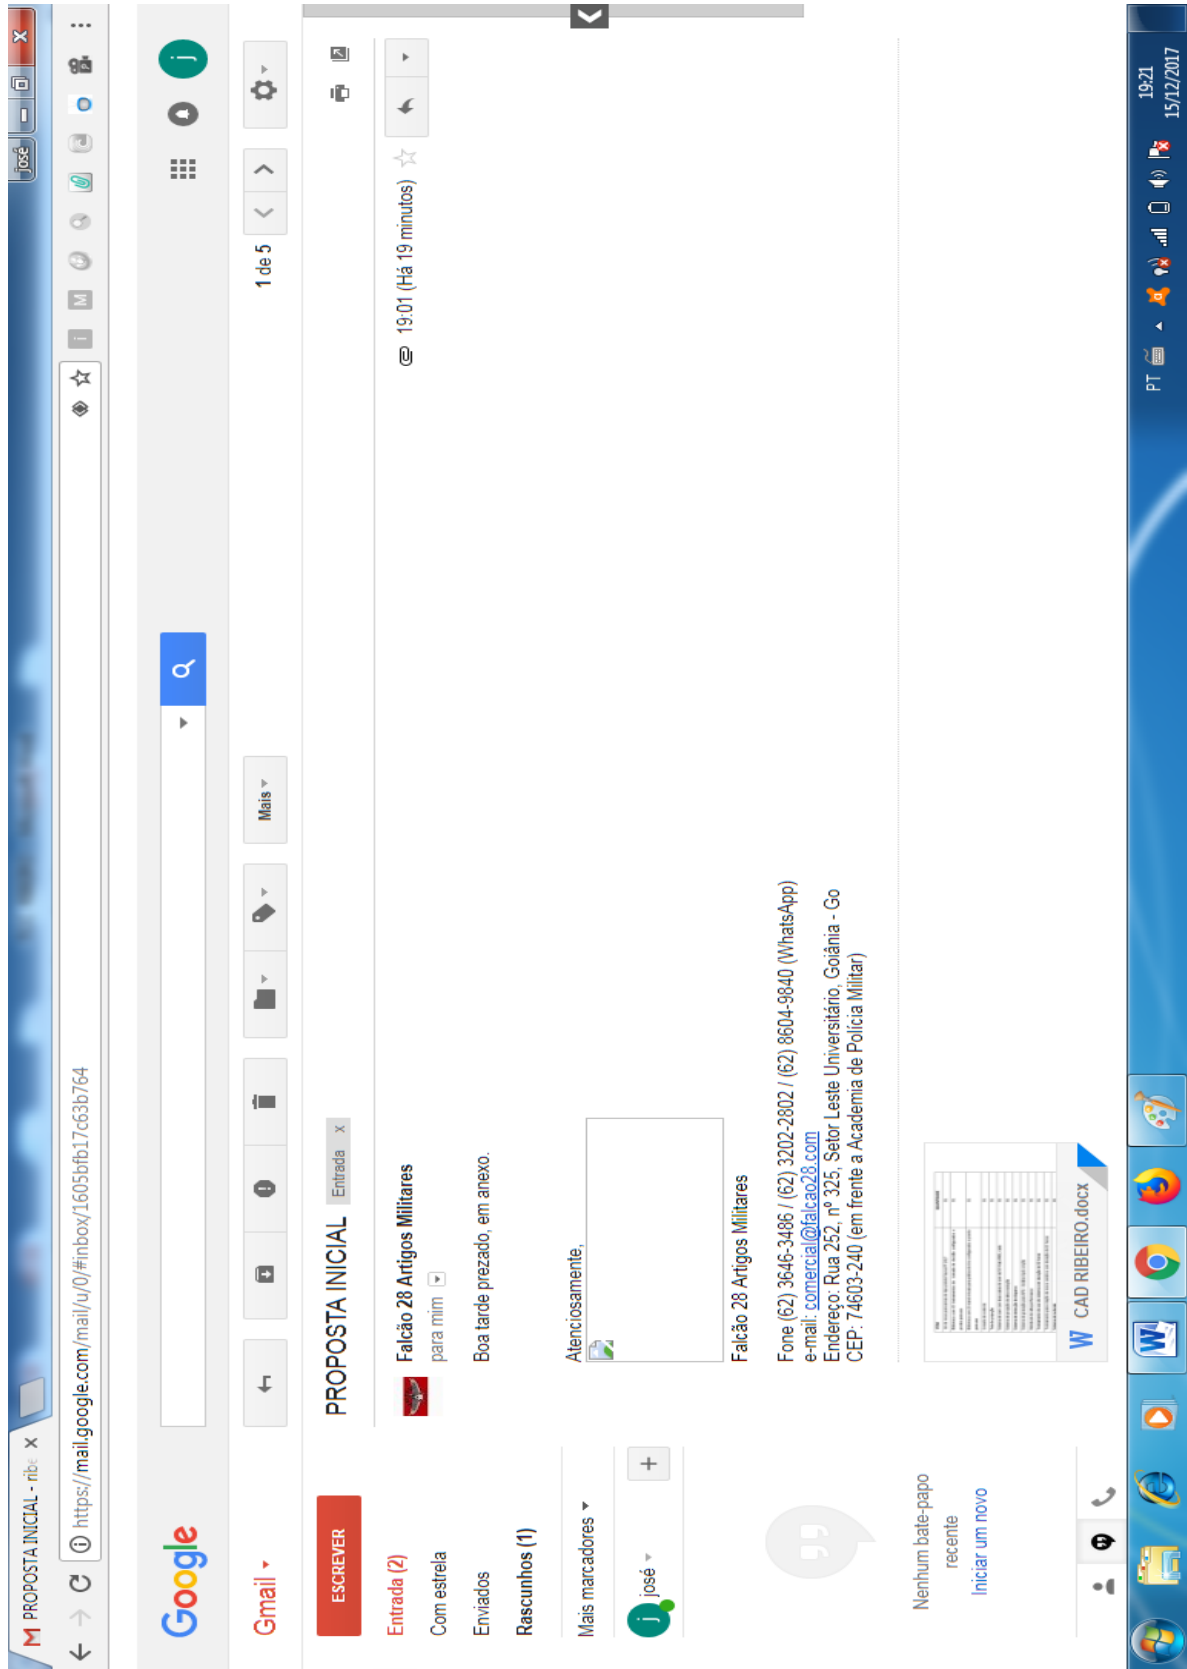 PROPOSTA INICIAL - ribe
josé
https://mail.google.com/mail/u/0/#inbox/1605bfb17c63b764
Google
j
Gmail
Mais
1 de 5
ESCREVER
Entrada (2)
Com estrela
Enviados
Rascunhos (1)
Mais marcadores
j josé
Nenhum bate-papo
recente
Iniciar um novo
PROPOSTA INICIAL Entrada x
Falcão 28 Artigos Militares
19:01 (Há 19 minutos)
para mim
Boa tarde prezado, em anexo.
Atenciosamente,
Falcão 28 Artigos Militares
Fone (62) 3646-3486 / (62) 3202-2802 / (62) 8604-9840 (WhatsApp)
e-mail: comercial@falcao28.com
Endereço: Rua 252, nº 325, Setor Leste Universitário, Goiânia - Go
CEP: 74603-240 (em frente a Academia de Polícia Militar)
W CAD RIBEIRO.docx
PT
19:21
15/12/2017